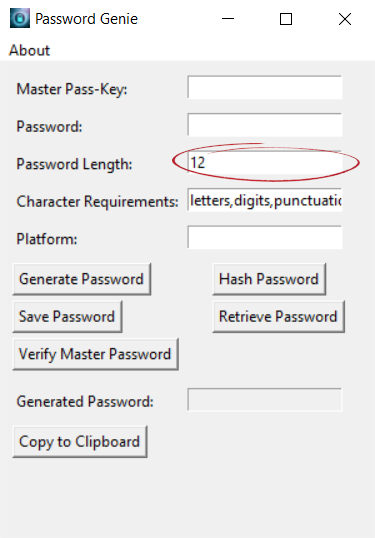 Password Genie
About
Master Pass-Key:
Password:
Password Length: 12
Character Requirements: letters,digits,punctuatic
Platform:
Generate Password Hash Password
Save Password Retrieve Password
Verify Master Password
Generated Password:
Copy to Clipboard